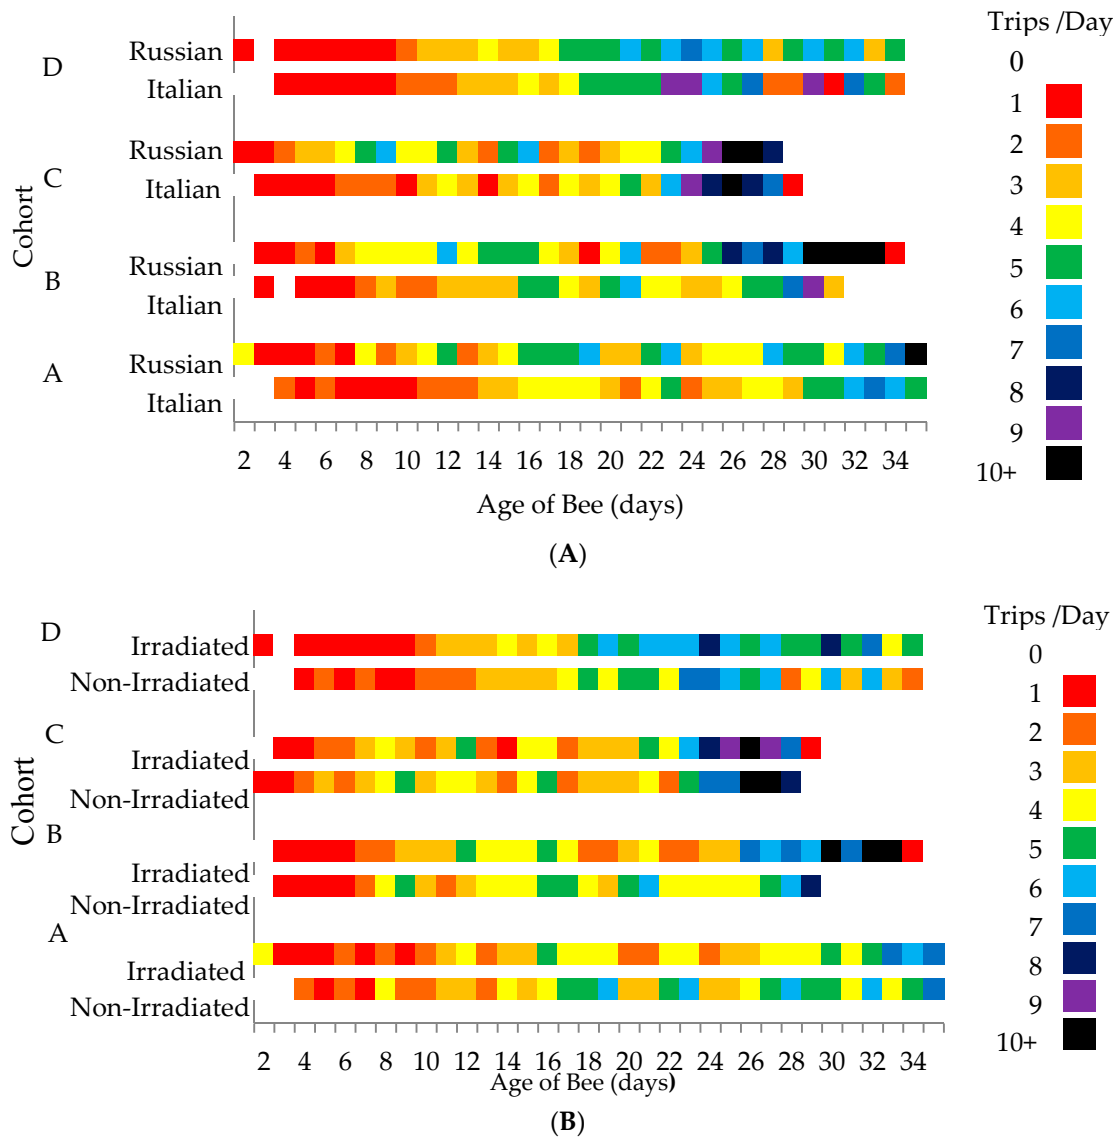 Trips /Day
D
Russian
0
Italian
1
2
Russian
C
3
Italian
4
Cohort
5
Russian
B
6
Italian
7
Russian
8
A
Italian
9
10+
2 4 6 8 10 12 14 16 18 20 22 24 26 28 30 32 34
Age of Bee (days)
(A)
Trips /Day
D
Irradiated
0
Non-Irradiated
1
2
C
Irradiated
3
Non-Irradiated
4
Cohort
5
B
Irradiated
6
Non-Irradiated
7
A
Irradiated
8
Non-Irradiated
9
10+
2 4 6 8 10 12 14 16 18 20 22 24 26 28 30 32 34
Age of Bee (days)
(B)